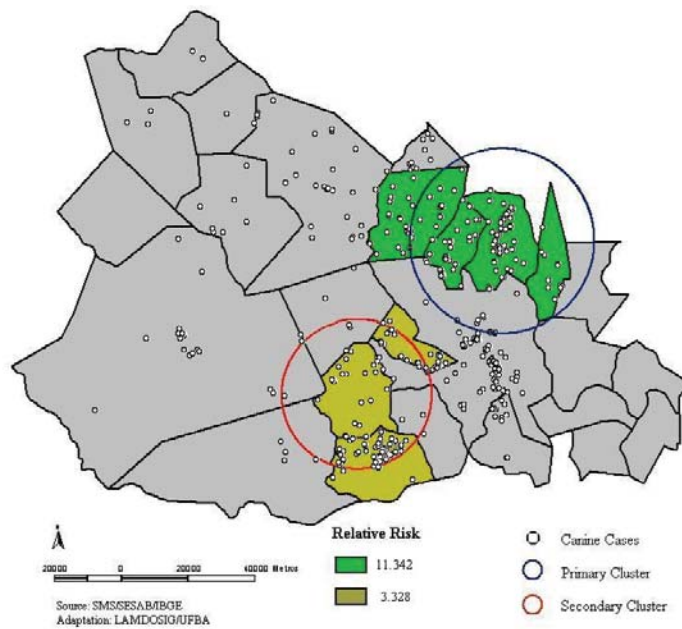 Relative Risk
11.342
3.328
Canine Cases
Primary Cluster
Secondary Cluster
20000 0 20000 40000 Metros
Source: SMS/SESAB/IBGE
Adaptation: LAMDOSIG/UFBA